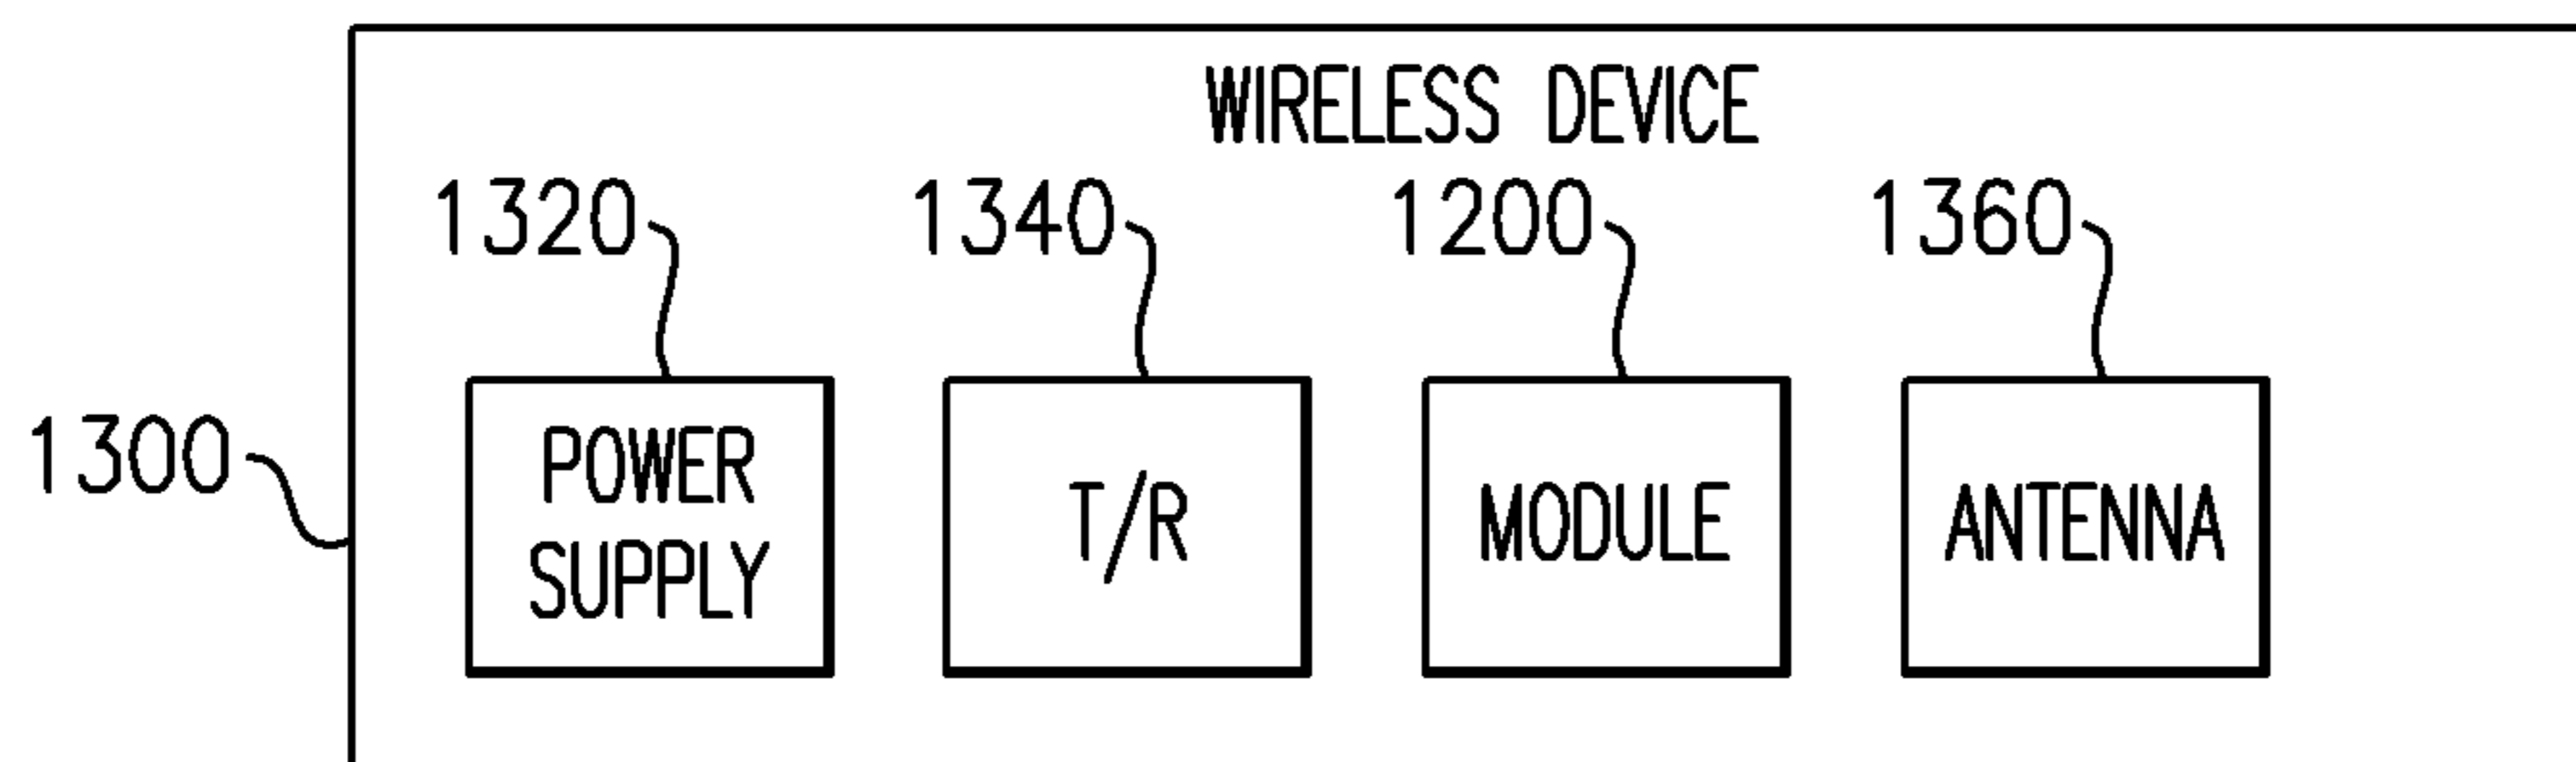 WIRELESS DEVICE
1320 1340 1200 1360
1300
POWER
SUPPLY
T/R
MODULE
ANTENNA